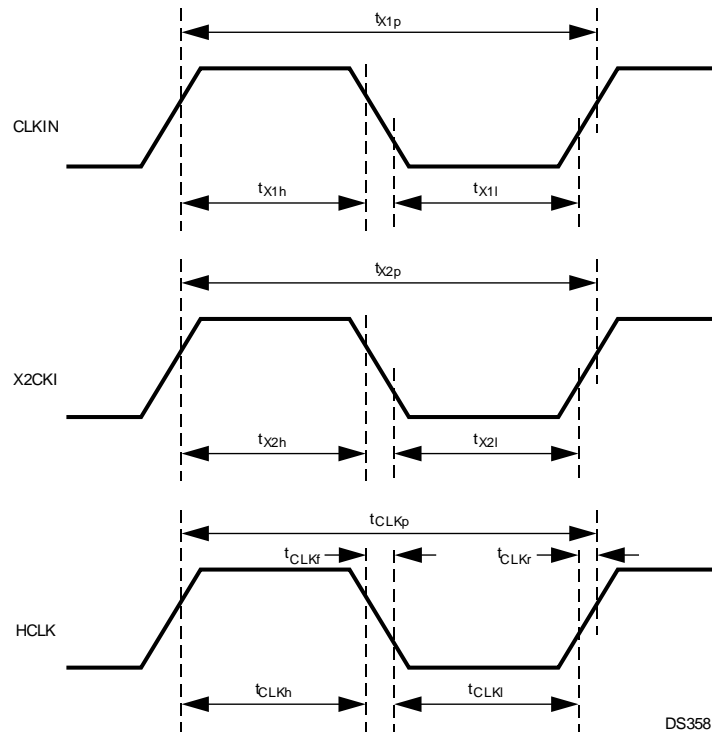 tX1p
CLKIN
tX1h
tX1l
tX2p
X2CKI
tX2h
tX2l
tCLKp
tCLKf
tCLKr
HCLK
tCLKh
tCLKl
DS358